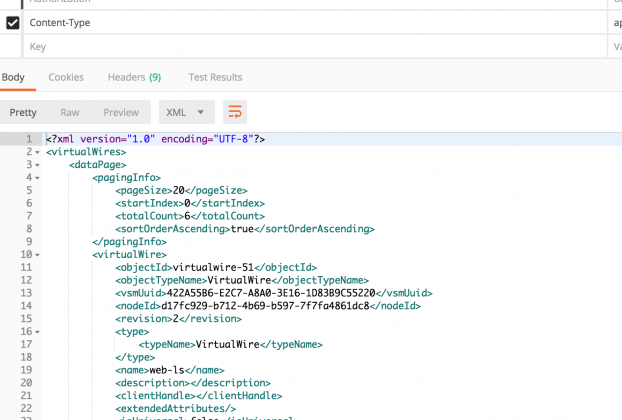 Content-Type
Key
Body Cookies Headers (9) Test Results
Pretty Raw Preview XML
1 <?xml version="1.0" encoding="UTF-8"?>
2 <virtualWires>
3 <dataPage>
4 <pagingInfo>
5 <pageSize>20</pageSize>
6 <startIndex>0</startIndex>
7 <totalCount>6</totalCount>
8 <sortOrderAscending>true</sortOrderAscending>
9 </pagingInfo>
10 <virtualWire>
11 <objectId>virtualwire-51</objectId>
12 <objectTypeName>VirtualWire</objectTypeName>
13 <vsmUuid>422A55B6-E2C7-A8A0-3E16-1D83B9C55220</vsmUuid>
14 <nodeId>d17fc929-b712-4b69-b597-7f7fa4861dc8</nodeId>
15 <revision>2</revision>
16 <type>
17 <typeName>VirtualWire</typeName>
18 </type>
19 <name>web-ls</name>
20 <description></description>
21 <clientHandle></clientHandle>
22 <extendedAttributes/>